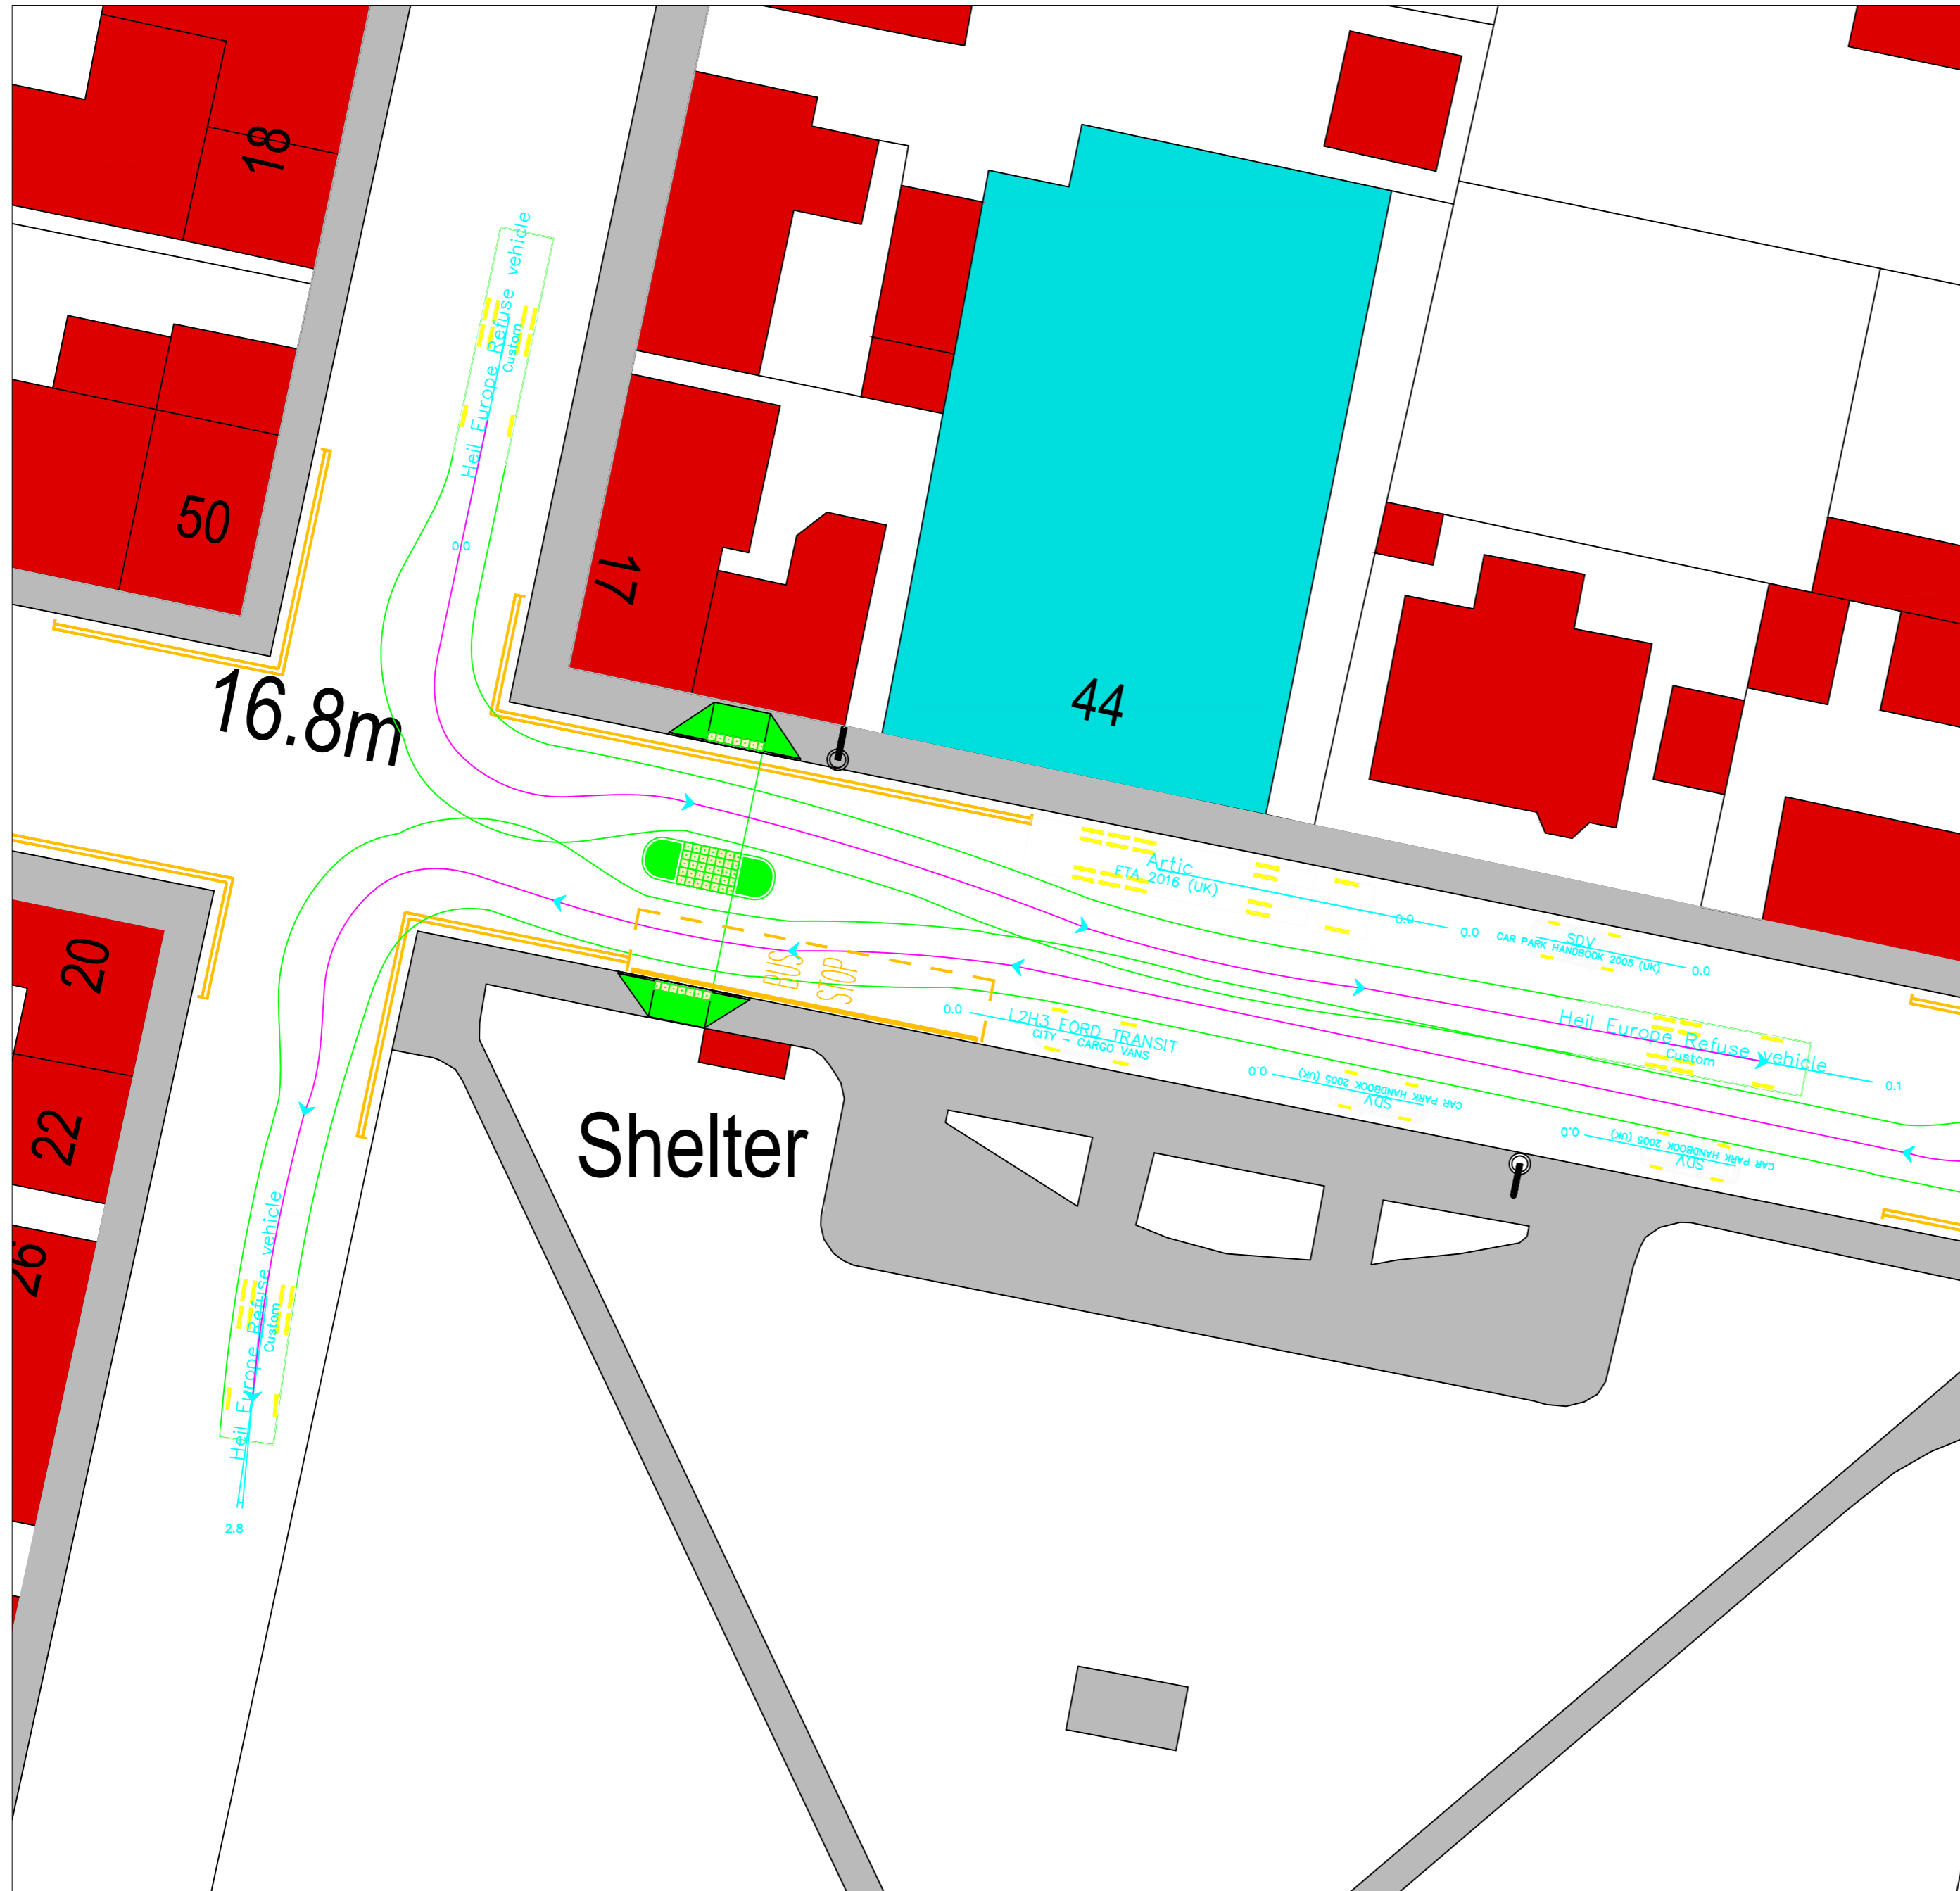 18
Heil Europe Refuse vehicle
Custom
50
0.0
17
16.8m
44
Artic
ETA 2016 (UK)
0.0
0.0
SDV
CAR PARK HANDBOOK 2005 (UK)
0.0
BUS
STOP
20
0.0
L2H3 FORD TRANSIT
CITY - CARGO VANS
Heil Europe Refuse vehicle
Custom
0.1
0.0
CAR PARK HANDBOOK 2005 (UK)
SDV
0.0
CAR PARK HANDBOOK 2005 (UK)
SDV
22
Shelter
26
Heil Europe Refuse vehicle
Custom
2.8